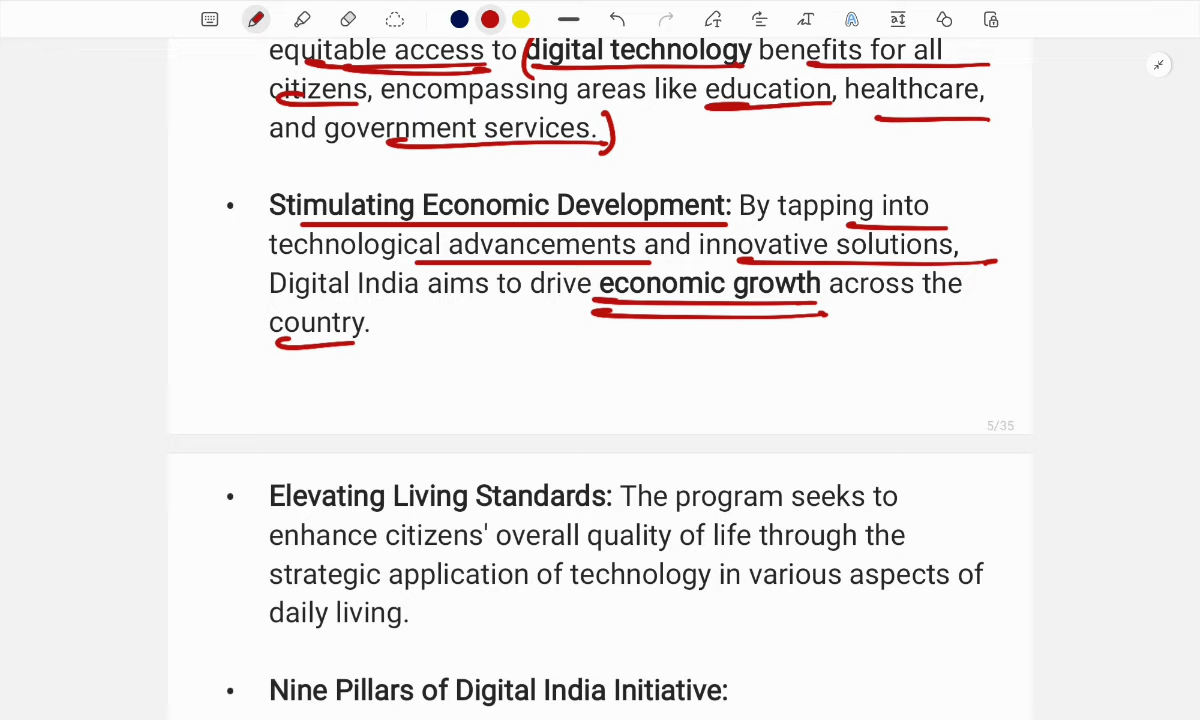 equitable access to digital technology benefits for all
citizens, encompassing areas like education, healthcare,
and government services.
• Stimulating Economic Development: By tapping into
technological advancements and innovative solutions,
Digital India aims to drive economic growth across the
country.
5/35
• Elevating Living Standards: The program seeks to
enhance citizens' overall quality of life through the
strategic application of technology in various aspects of
daily living.
• Nine Pillars of Digital India Initiative: